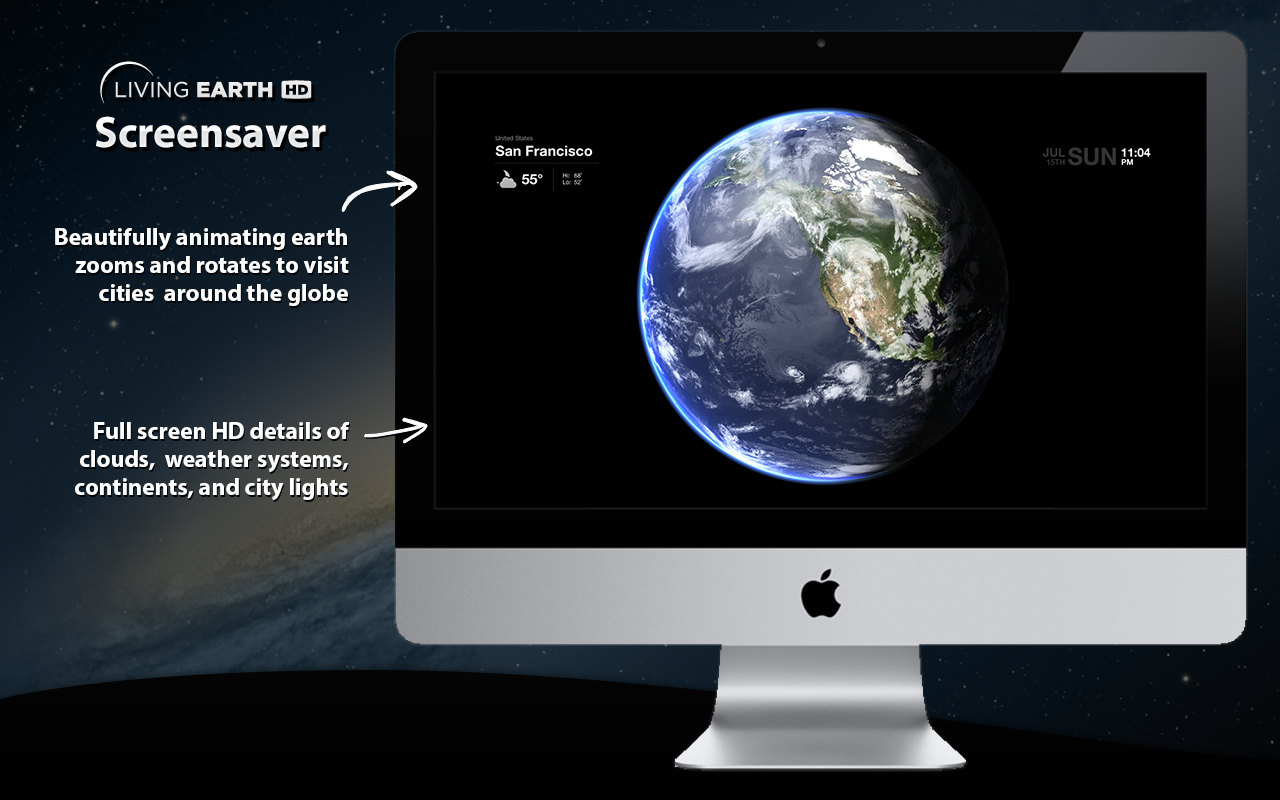 LIVING EARTH HD
Screensaver
Beautifully animating earth
zooms and rotates to visit
cities around the globe
Full screen HD details of
clouds, weather systems,
continents, and city lights
United States
San Francisco
55°
Hi: 68°
Lo: 52°
JUL
15TH
SUN
11:04
PM